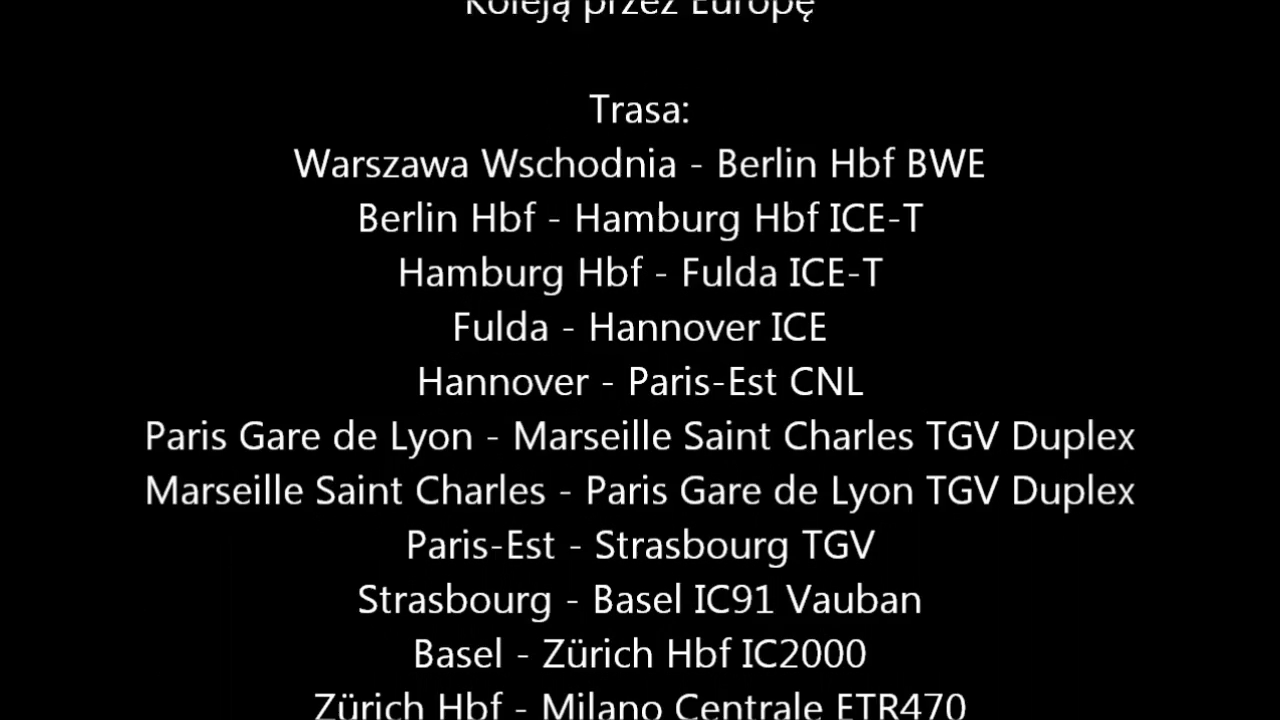 Koleją przez Europę
Trasa:
Warszawa Wschodnia - Berlin Hbf BWE
Berlin Hbf - Hamburg Hbf ICE-T
Hamburg Hbf - Fulda ICE-T
Fulda - Hannover ICE
Hannover - Paris-Est CNL
Paris Gare de Lyon - Marseille Saint Charles TGV Duplex
Marseille Saint Charles - Paris Gare de Lyon TGV Duplex
Paris-Est - Strasbourg TGV
Strasbourg - Basel IC91 Vauban
Basel - Zürich Hbf IC2000
Zürich Hbf - Milano Centrale ETR470